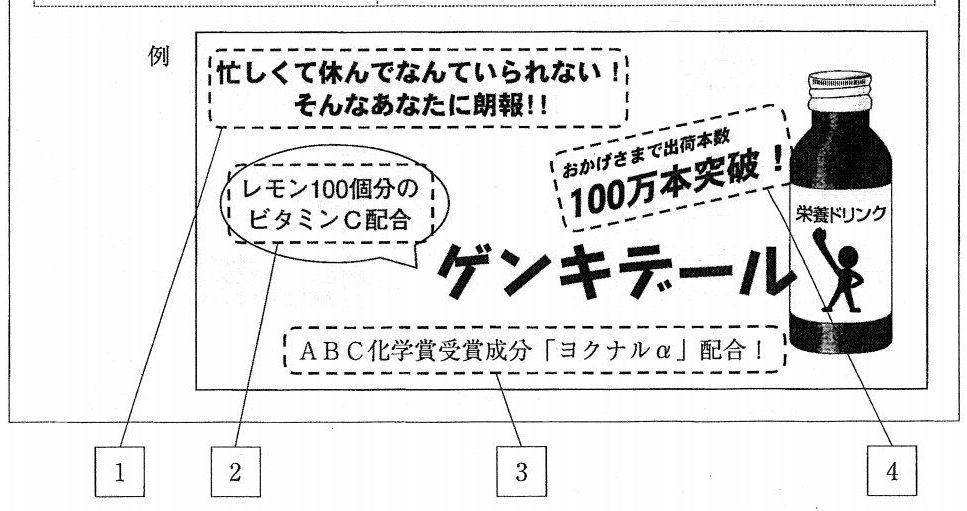 例
忙しくて休んでなんていられない！
そんなあなたに朗報!!
おかげさまで出荷本数
100万本突破！
レモン100個分の
ビタミンC配合
栄養ドリンク
ゲンキデール
ＡＢＣ化学賞受賞成分「ヨクナルα」配合！
1
2
3
4